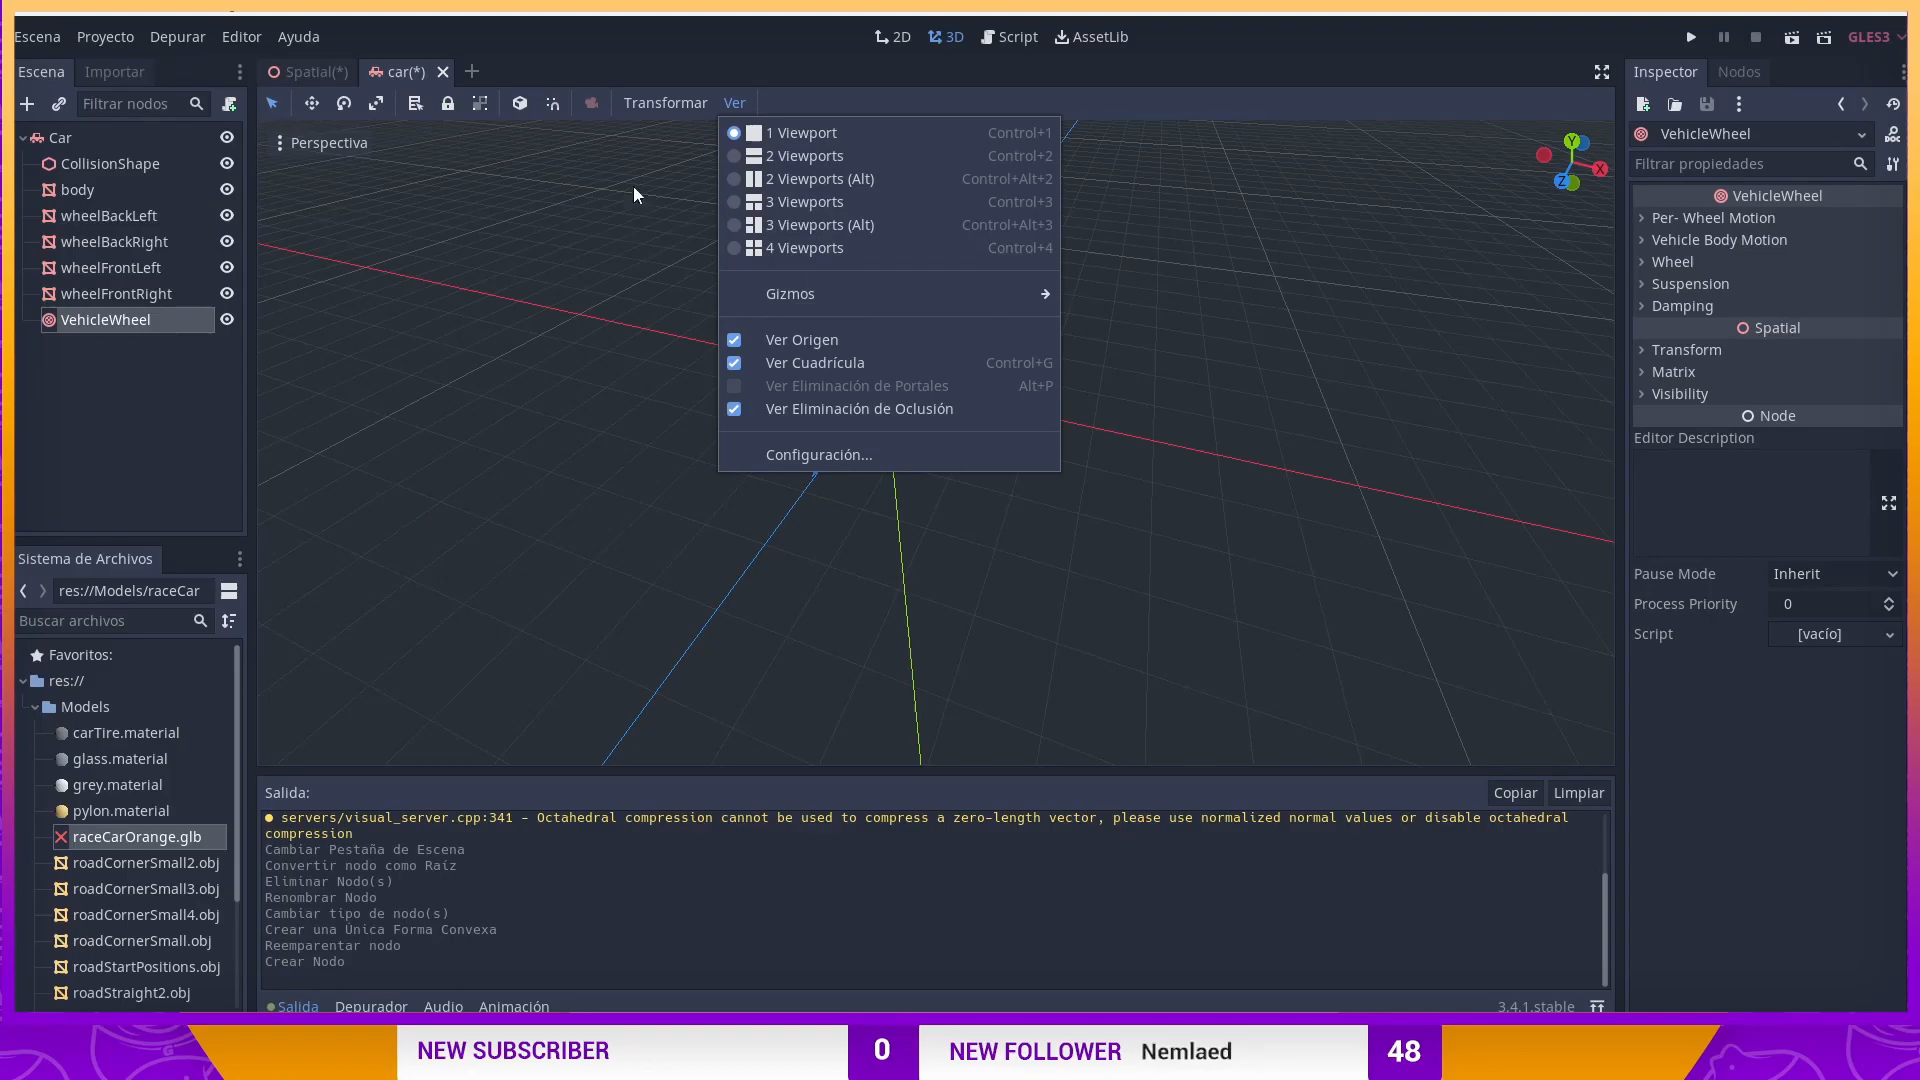 Escena Proyecto Depurar Editor Ayuda
2D 3D Script AssetLib
GLES3
Escena Importar
Filtrar nodos
Car
CollisionShape
body
wheelBackLeft
wheelBackRight
wheelFrontLeft
wheelFrontRight
VehicleWheel
Sistema de Archivos
res://Models/raceCar
Buscar archivos
Favoritos:
res://
Models
carTire.material
glass.material
grey.material
pylon.material
raceCarOrange.glb
roadCornerSmall2.obj
roadCornerSmall3.obj
roadCornerSmall4.obj
roadCornerSmall.obj
roadStartPositions.obj
roadStraight2.obj
Spatial(*) car(*)
Transformar Ver
Perspectiva
1 Viewport Control+1
2 Viewports Control+2
2 Viewports (Alt) Control+Alt+2
3 Viewports Control+3
3 Viewports (Alt) Control+Alt+3
4 Viewports Control+4
Gizmos
Ver Origen
Ver Cuadrícula Control+G
Ver Eliminación de Portales Alt+P
Ver Eliminación de Oclusión
Configuración...
Y
X
Z
Salida: Copiar Limpiar
servers/visual_server.cpp:341 - Octahedral compression cannot be used to compress a zero-length vector, please use normalized normal values or disable octahedral
compression
Cambiar Pestaña de Escena
Convertir nodo como Raíz
Eliminar Nodo(s)
Renombrar Nodo
Cambiar tipo de nodo(s)
Crear una Única Forma Convexa
Reemparentar nodo
Crear Nodo
Salida Depurador Audio Animación 3.4.1.stable
Inspector Nodos
VehicleWheel
Filtrar propiedades
VehicleWheel
Per- Wheel Motion
Vehicle Body Motion
Wheel
Suspension
Damping
Spatial
Transform
Matrix
Visibility
Node
Editor Description
Pause Mode Inherit
Process Priority 0
Script [vacío]
NEW SUBSCRIBER 0 NEW FOLLOWER Nemlaed 48